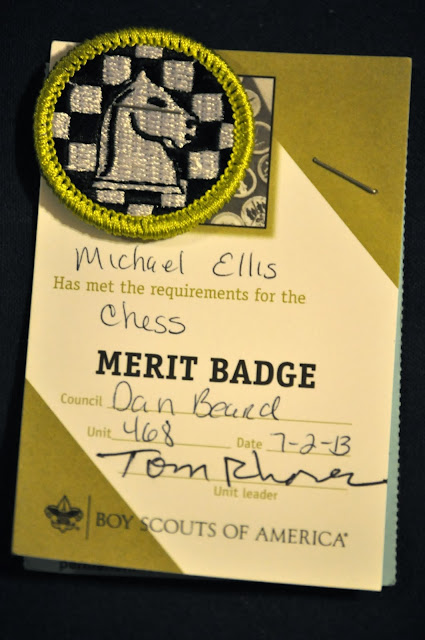 Michael Ellis
Has met the requirements for the
Chess
MERIT BADGE
Council Dan Beard
Unit 468 Date 7-2-13
Tom
Unit leader
BOY SCOUTS OF AMERICA®